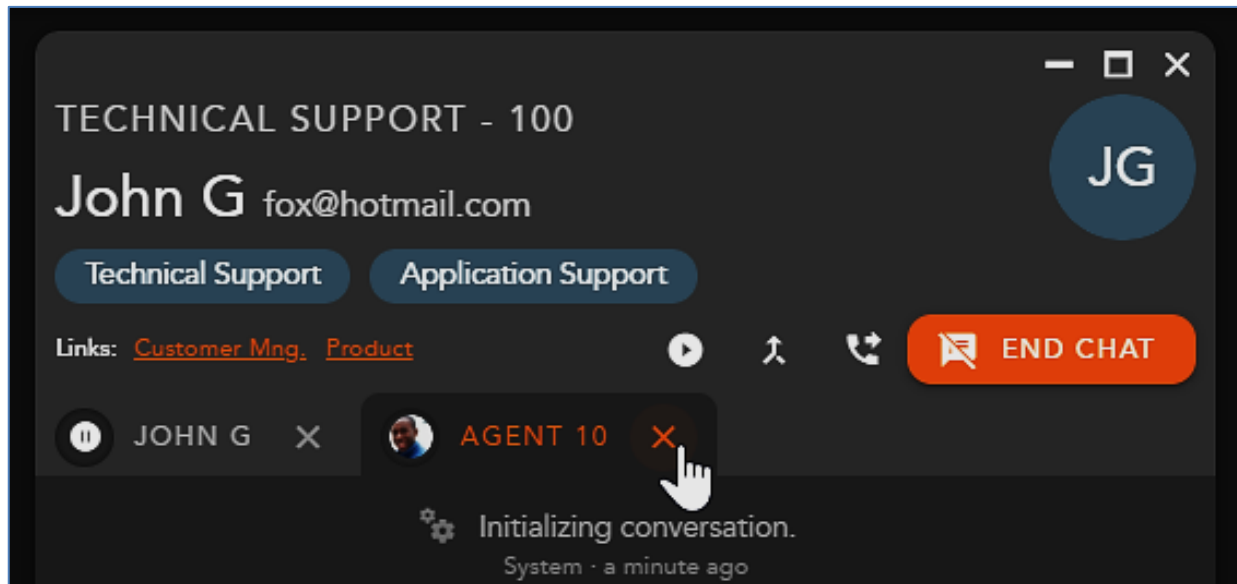 TECHNICAL SUPPORT - 100
JG
John G fox@hotmail.com
Technical Support Application Support
Links: Customer Mng. Product END CHAT
JOHN G AGENT 10
Initializing conversation.
System · a minute ago